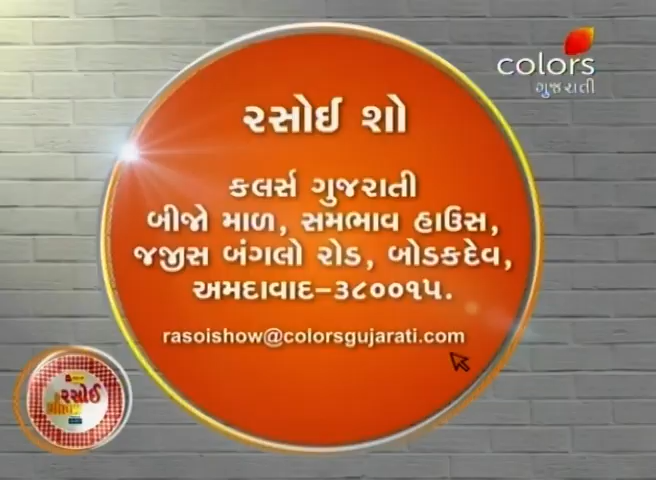 colors
ગુજરાતી
રસોઈ શો
કલર્સ ગુજરાતી
બીજો માળ, સમભાવ હાઉસ,
જજીસ બંગલો રોડ, બોડકદેવ,
અમદાવાદ-૩૮૦૦૧૫.
rasoishow@colorsgujarati.com
રસોઈ